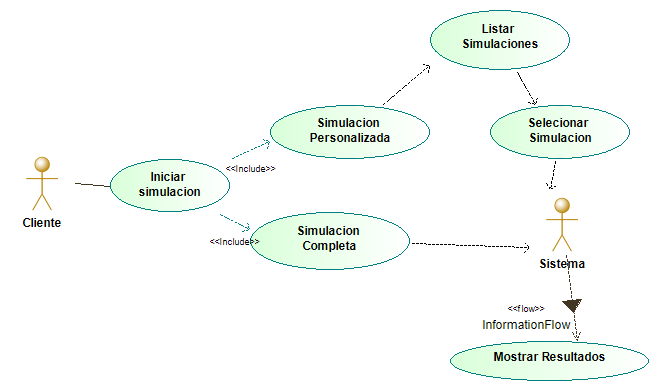 Listar
Simulaciones
Simulacion
Personalizada
Selecionar
Simulacion
Iniciar
simulacion
<<Include>>
Cliente
Simulacion
Completa
<<Include>>
Sistema
<<flow>>
InformationFlow
Mostrar Resultados